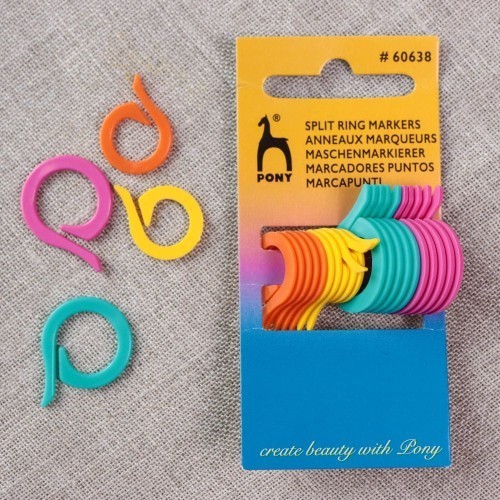 # 60638
®
PONY
SPLIT RING MARKERS
ANNEAUX MARQUEURS
MASCHENMARKIERER
MARCADORES PUNTOS
MARCAPUNTI
create beauty with Pony